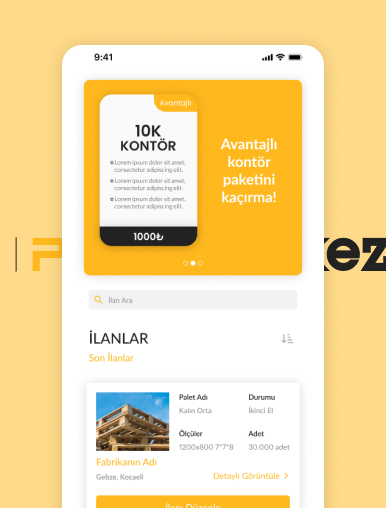 9:41
Avantajlı
10K
KONTÖR
Lorem ipsum dolor sit amet,
consectetur adipiscing elit.
Lorem ipsum dolor sit amet,
consectetur adipiscing elit.
Lorem ipsum dolor sit amet,
consectetur adipiscing elit.
1000₺
Avantajlı
kontör
paketini
kaçırma!
İlan Ara
İLANLAR
Son İlanlar
Palet Adı
Kalın Orta
Durumu
İkinci El
Ölçüler
1200x800 7*7*8
Adet
30.000 adet
Fabrikanın Adı
Gebze, Kocaeli
Detaylı Görüntüle
İlanı Düzenle